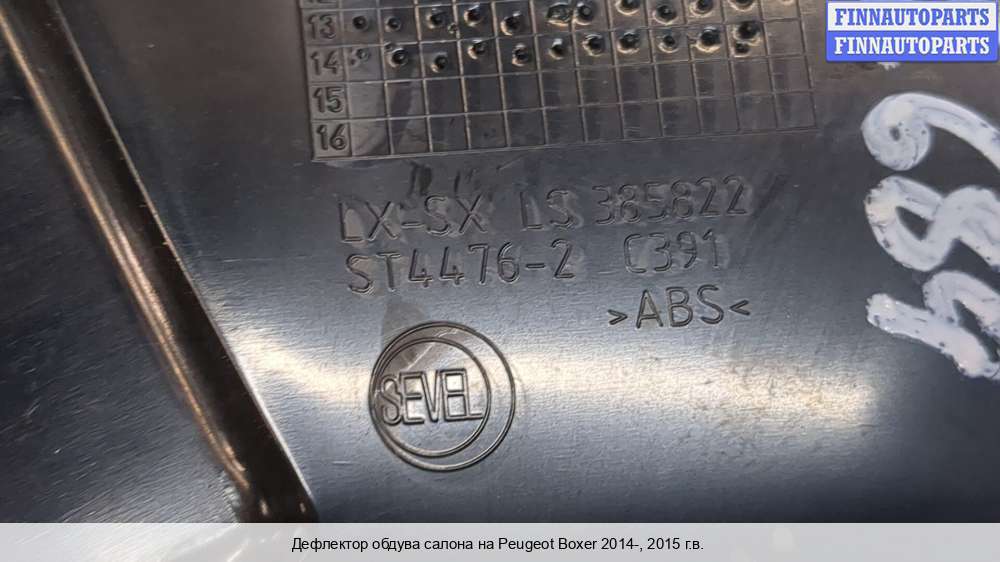 FINNAUTOPARTS
FINNAUTOPARTS
13
14
15
16
LX-SX LS 385822
ST4476-2 C391
>ABS<
SEVEL
Дефлектор обдува салона на Peugeot Boxer 2014-, 2015 г.в.